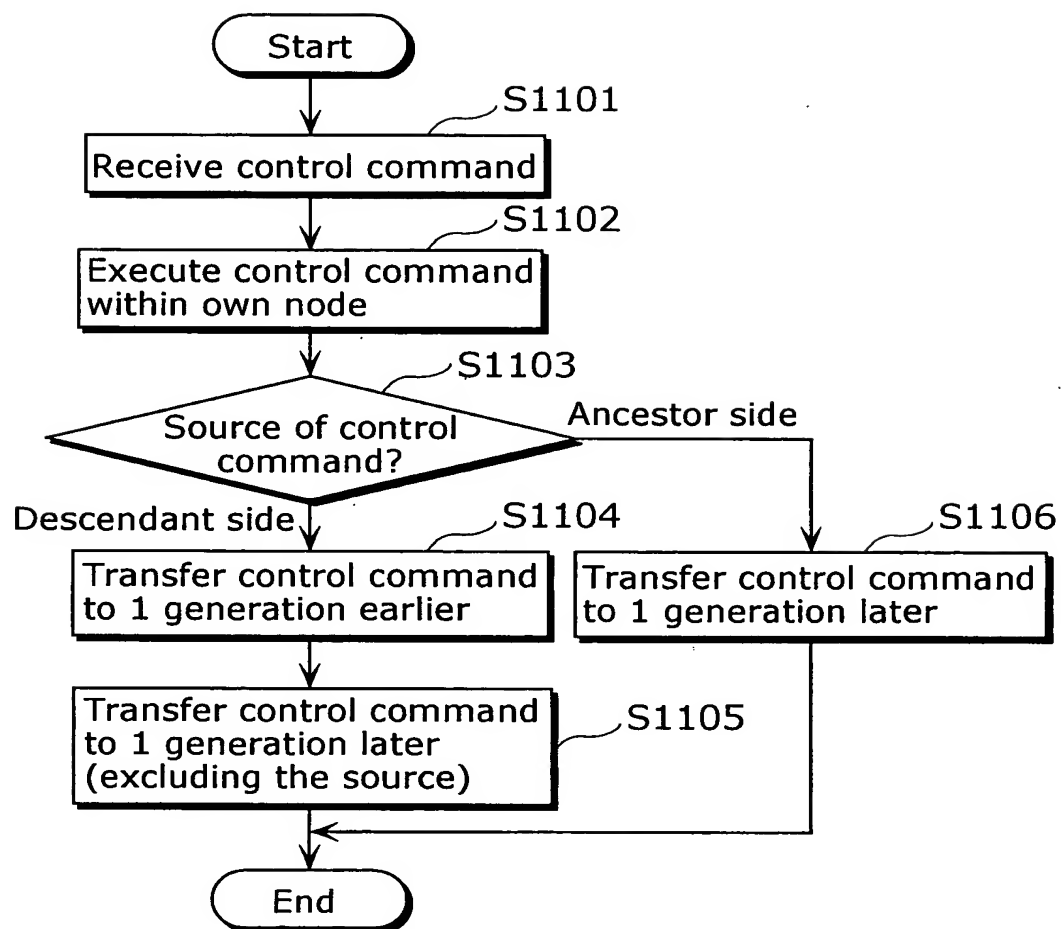 Start
S1101
Receive control command
S1102
Execute control command
within own node
S1103
Source of control
command?
Ancestor side
Descendant side
S1104
Transfer control command
to 1 generation earlier
S1106
Transfer control command
to 1 generation later
Transfer control command
to 1 generation later
(excluding the source)
S1105
End